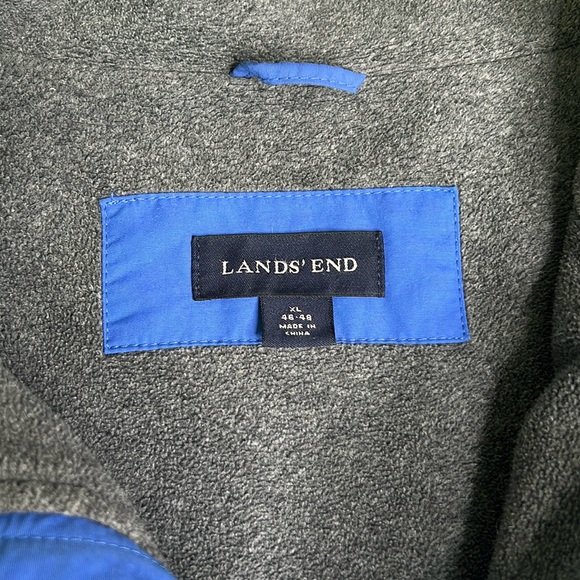 LANDS' END
XL
46-48
MADE IN
CHINA